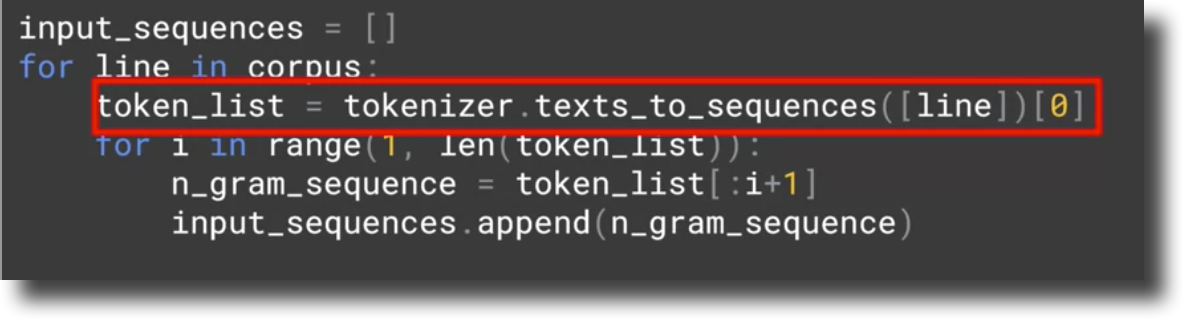 input_sequences = []
for line in corpus:
token_list = tokenizer.texts_to_sequences([line])[0]
for i in range(1, len(token_list)):
n_gram_sequence = token_list[:i+1]
input_sequences.append(n_gram_sequence)